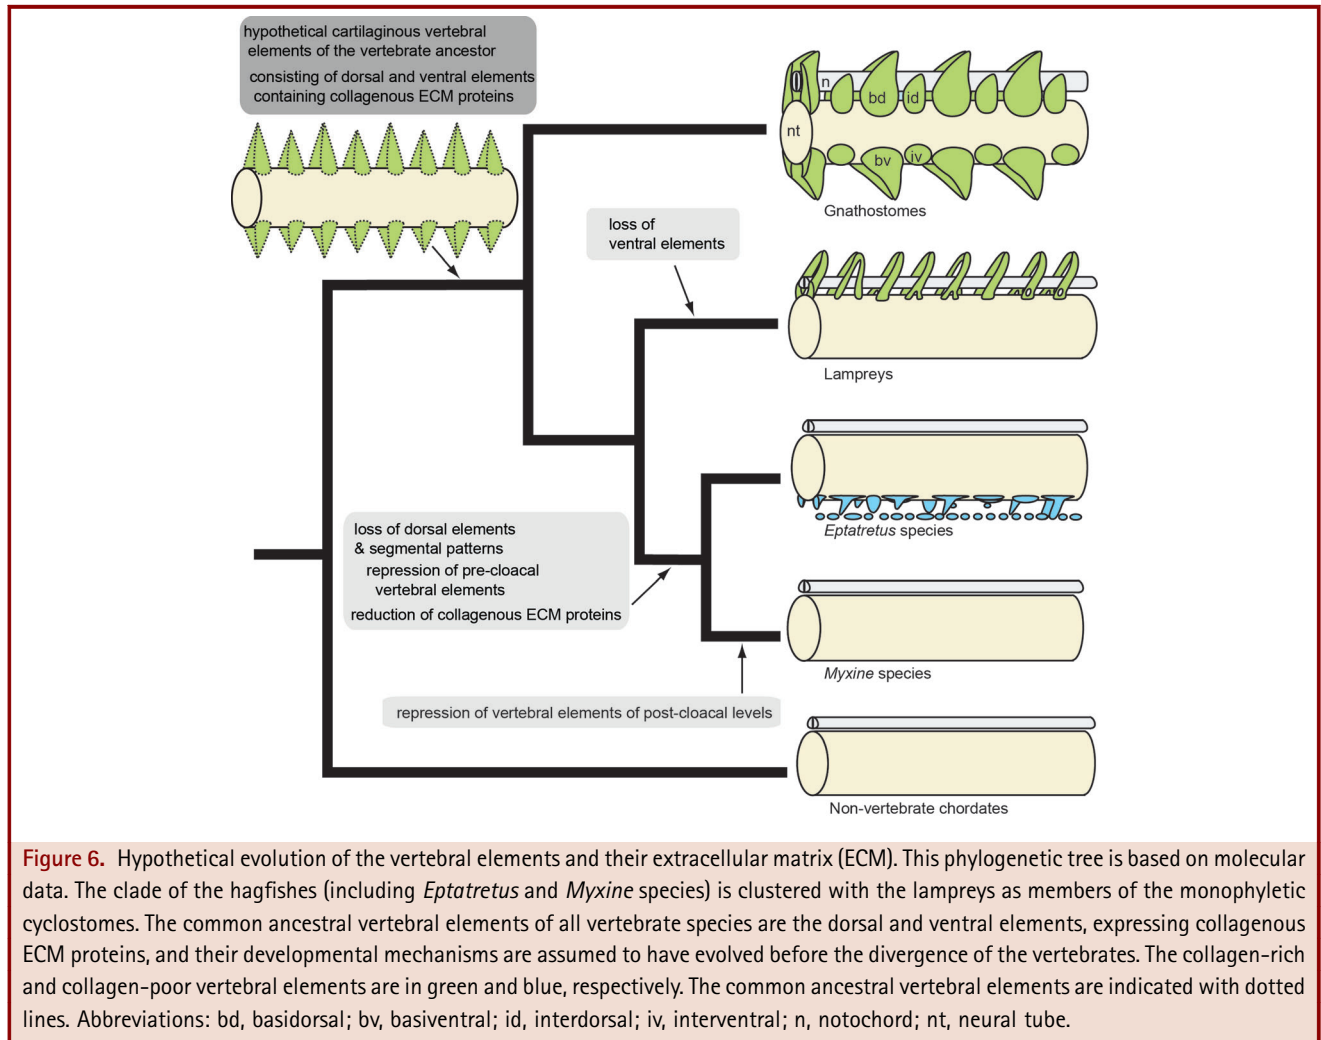 hypothetical cartilaginous vertebral
elements of the vertebrate ancestor
consisting of dorsal and ventral elements
containing collagenous ECM proteins
n
bd
id
nt
bv
iv
Gnathostomes
loss of
ventral elements
Lampreys
Eptatretus species
loss of dorsal elements
& segmental patterns
repression of pre-cloacal
vertebral elements
reduction of collagenous ECM proteins
Myxine species
repression of vertebral elements of post-cloacal levels
Non-vertebrate chordates
Figure 6. Hypothetical evolution of the vertebral elements and their extracellular matrix (ECM). This phylogenetic tree is based on molecular
data. The clade of the hagfishes (including Eptatretus and Myxine species) is clustered with the lampreys as members of the monophyletic
cyclostomes. The common ancestral vertebral elements of all vertebrate species are the dorsal and ventral elements, expressing collagenous
ECM proteins, and their developmental mechanisms are assumed to have evolved before the divergence of the vertebrates. The collagen-rich
and collagen-poor vertebral elements are in green and blue, respectively. The common ancestral vertebral elements are indicated with dotted
lines. Abbreviations: bd, basidorsal; bv, basiventral; id, interdorsal; iv, interventral; n, notochord; nt, neural tube.